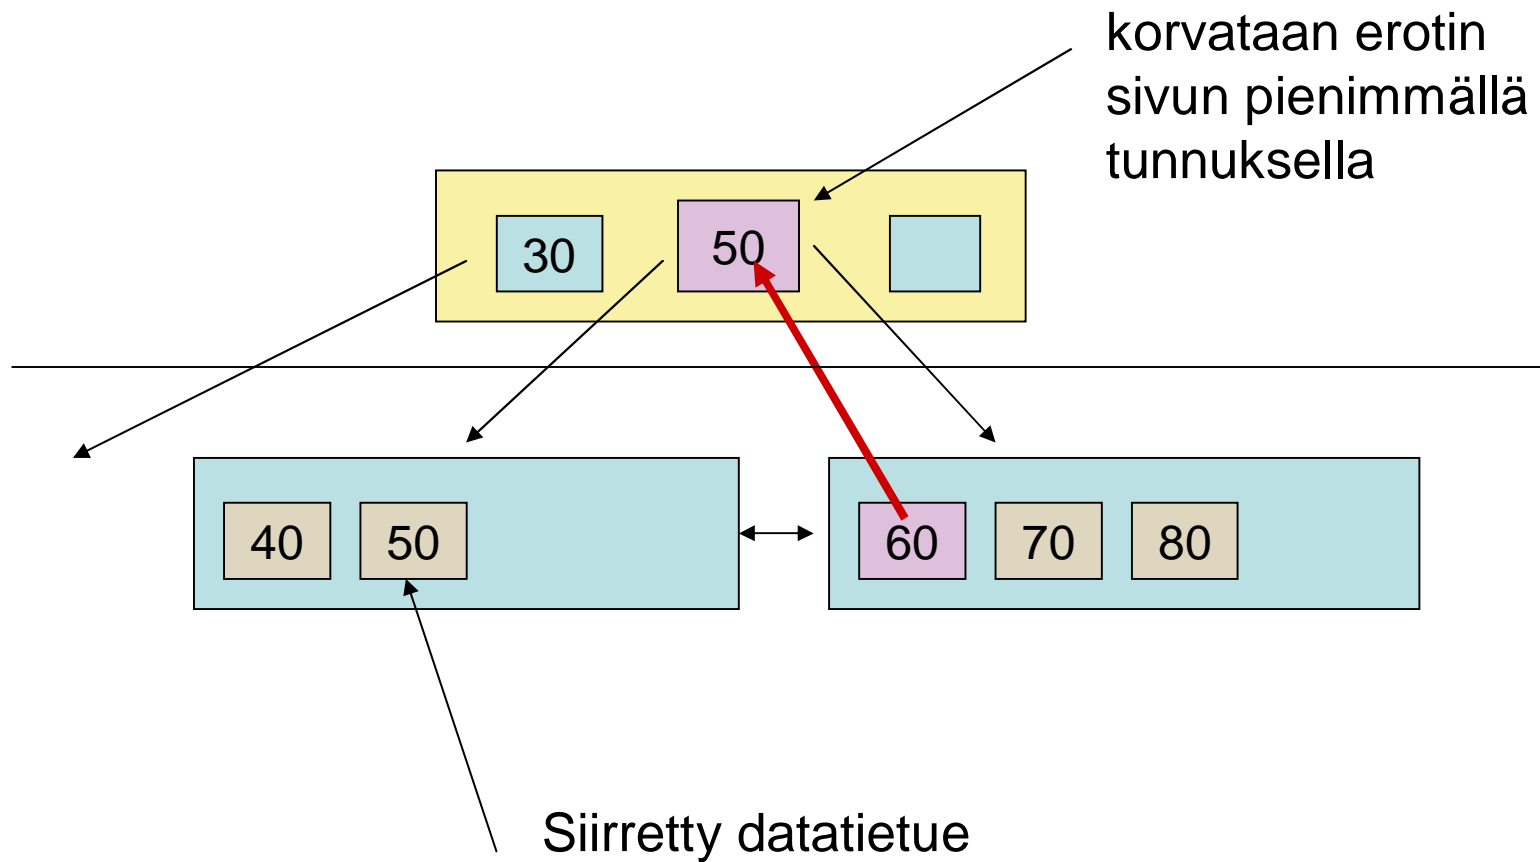 korvataan erotin
sivun pienimmällä
tunnuksella
30 50
40 50 60 70 80
Siirretty datatietue